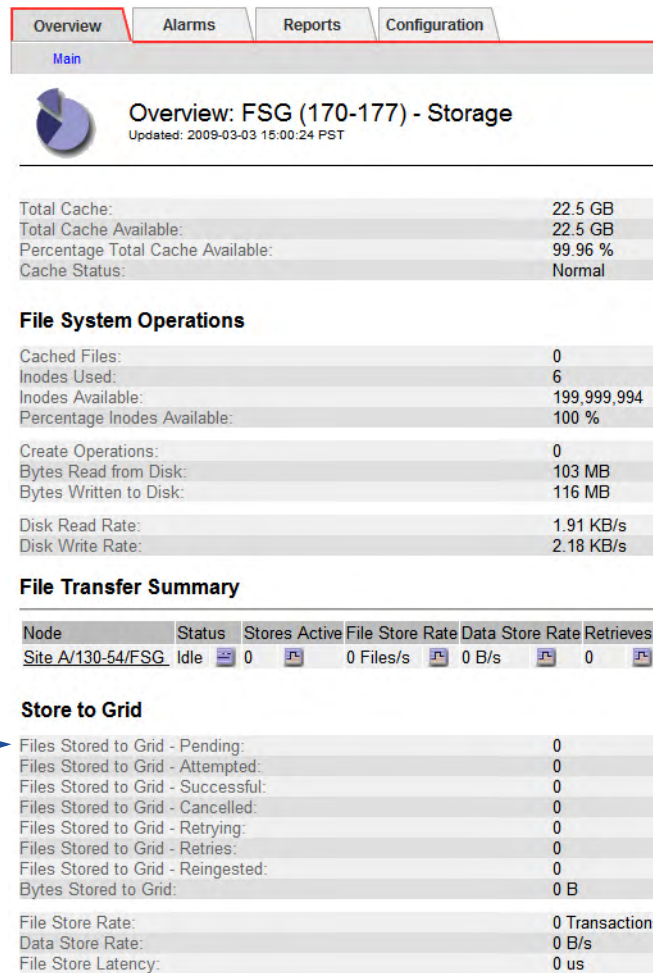 Overview Alarms Reports Configuration
Main
Overview: FSG (170-177) - Storage
Updated: 2009-03-03 15:00:24 PST
Total Cache: 22.5 GB
Total Cache Available: 22.5 GB
Percentage Total Cache Available: 99.96 %
Cache Status: Normal
File System Operations
Cached Files: 0
Inodes Used: 6
Inodes Available: 199,999,994
Percentage Inodes Available: 100 %
Create Operations: 0
Bytes Read from Disk: 103 MB
Bytes Written to Disk: 116 MB
Disk Read Rate: 1.91 KB/s
Disk Write Rate: 2.18 KB/s
File Transfer Summary
Node Status Stores Active File Store Rate Data Store Rate Retrieves
Site A/130-54/FSG Idle 0 0 Files/s 0 B/s 0
Store to Grid
Files Stored to Grid - Pending: 0
Files Stored to Grid - Attempted: 0
Files Stored to Grid - Successful: 0
Files Stored to Grid - Cancelled: 0
Files Stored to Grid - Retrying: 0
Files Stored to Grid - Retries: 0
Files Stored to Grid - Reingested: 0
Bytes Stored to Grid: 0 B
File Store Rate: 0 Transaction
Data Store Rate: 0 B/s
File Store Latency: 0 us